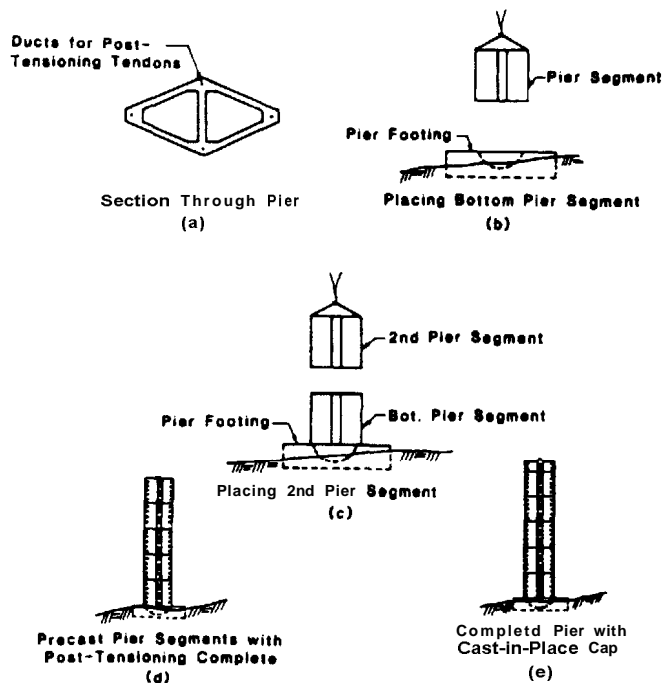 Ducts for Post-
Tensioning Tendons
Section Through Pier
(a)
Pier Segment
Pier Footing
Placing Bottom Pier Segment
(b)
2nd Pier Segment
Pier Footing
Bot. Pier Segment
Placing 2nd Pier Segment
(c)
Precast Pier Segments with
Post-Tensioning Complete
(d)
Completd Pier with
Cast-in-Place Cap
(e)